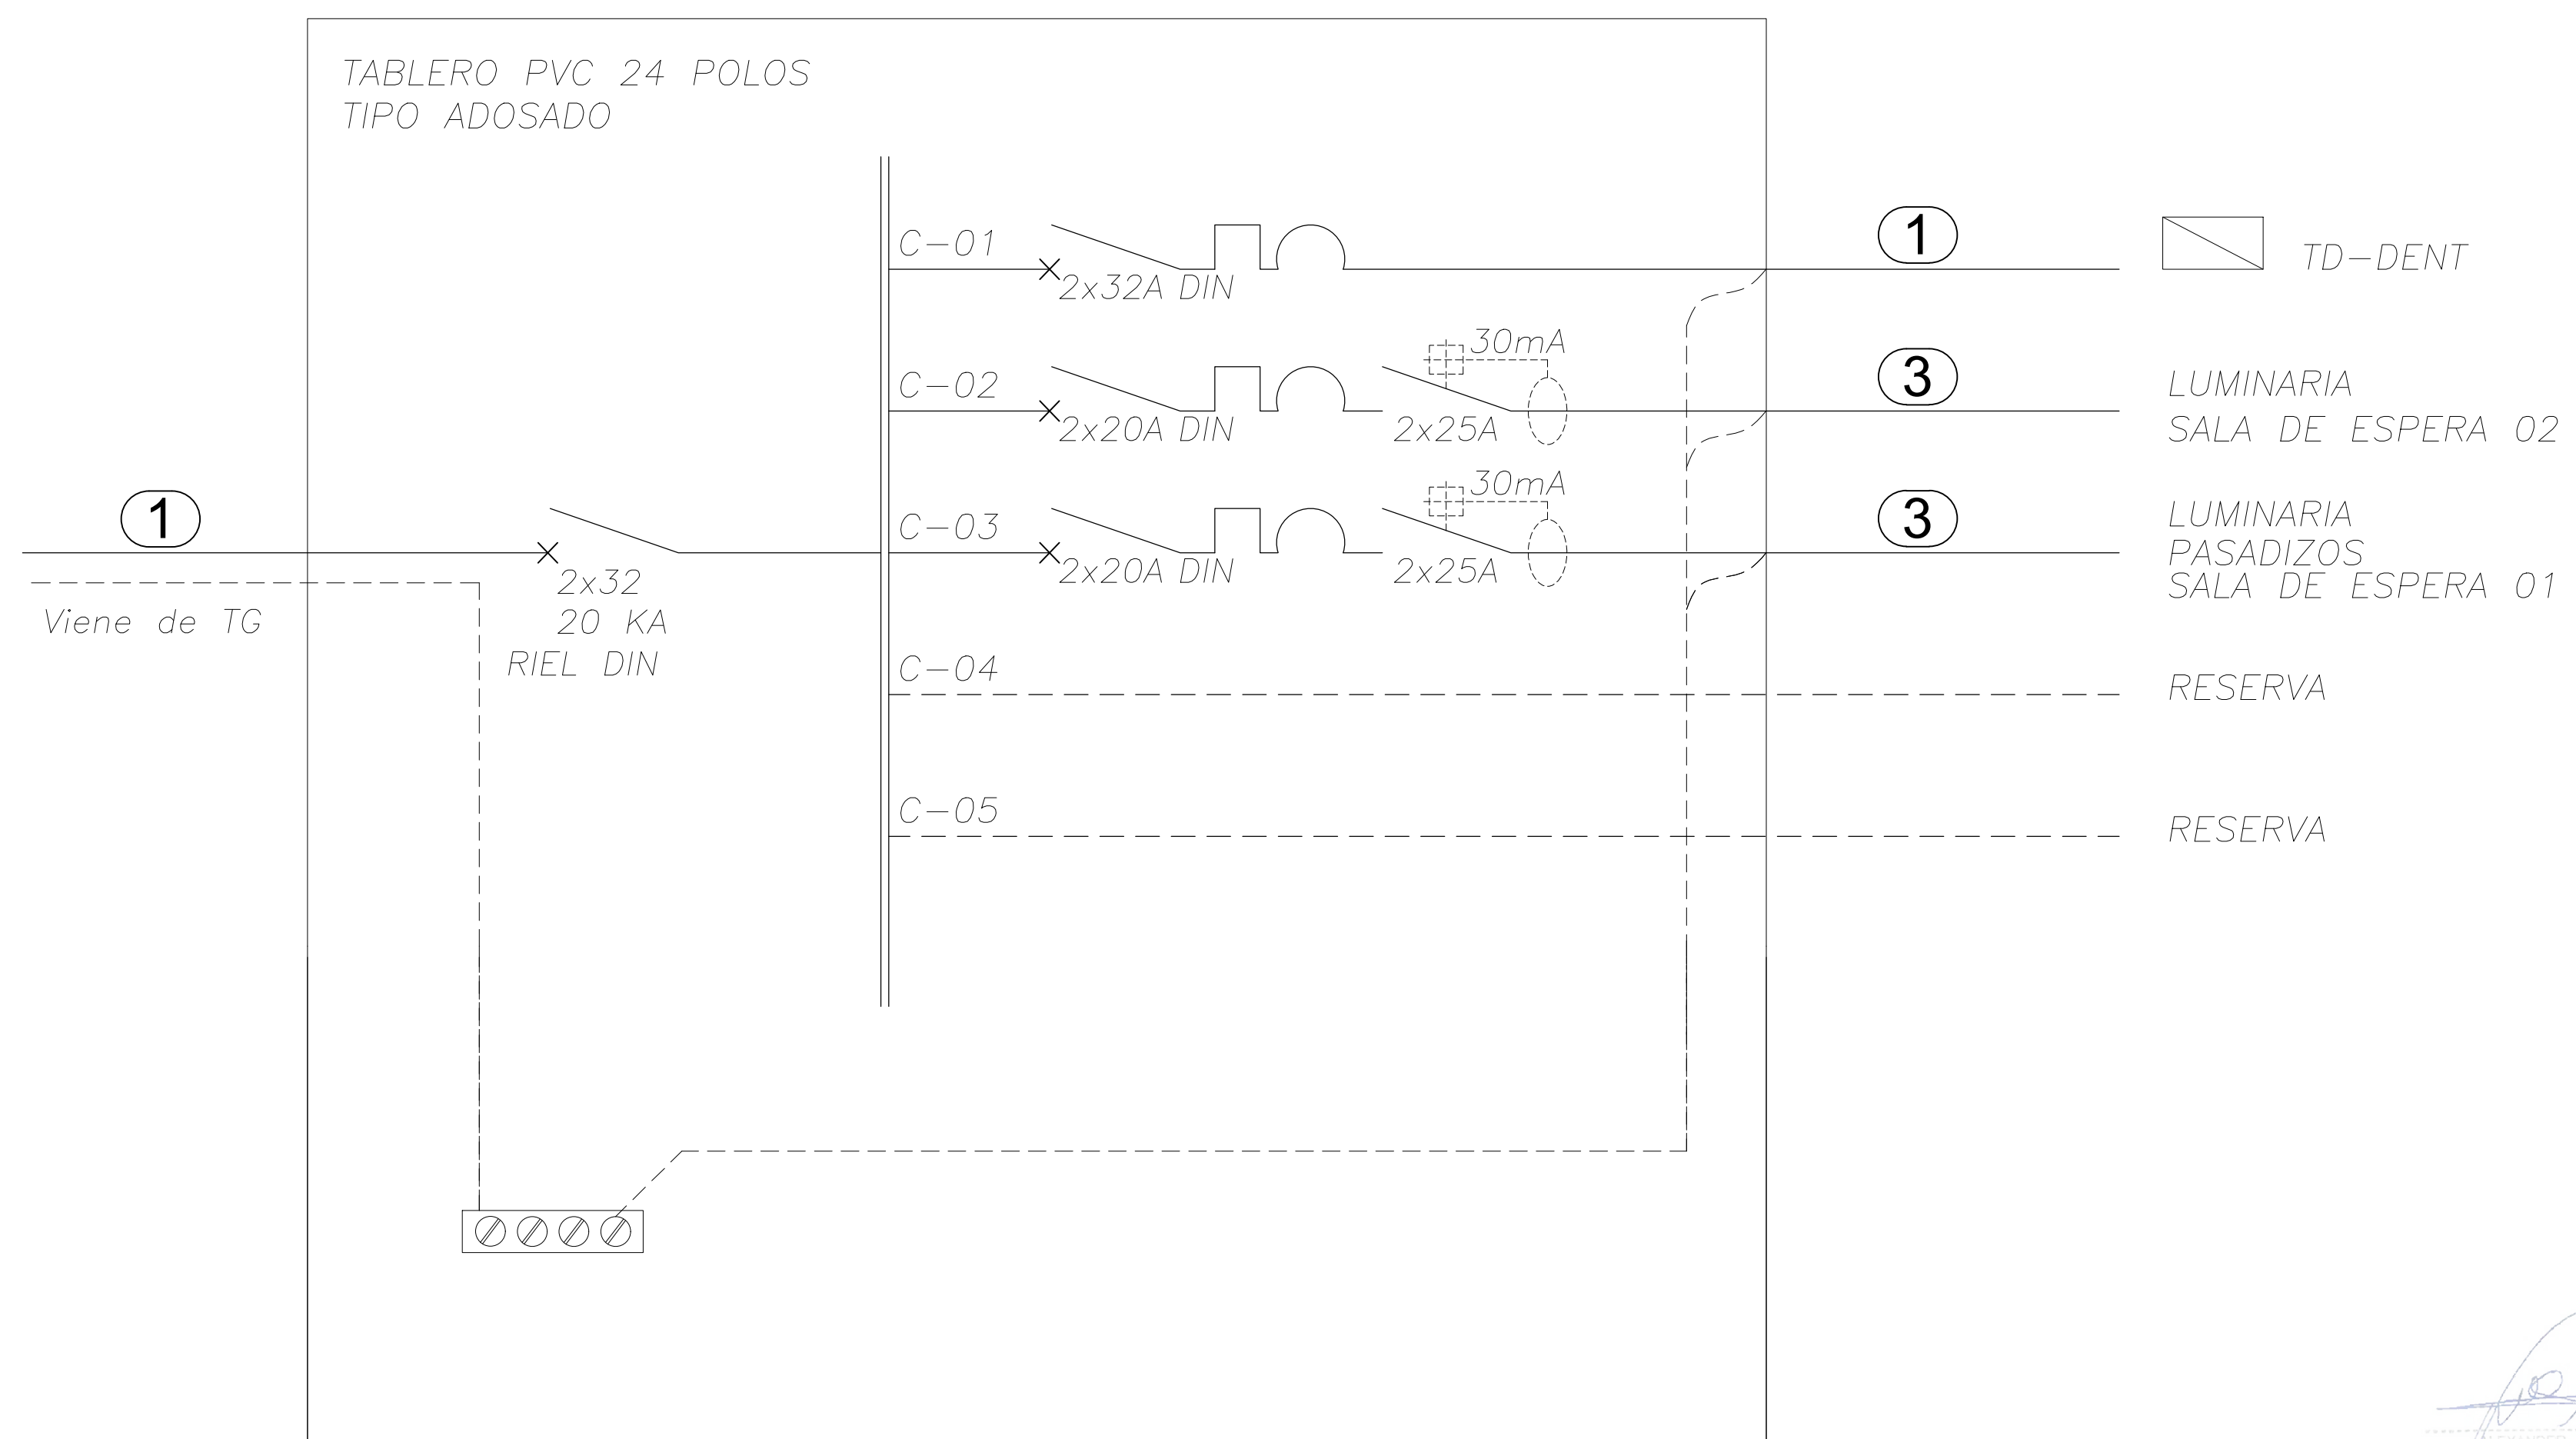 TABLERO PVC 24 POLOS
TIPO ADOSADO
C-01
2x32A DIN
1
TD-DENT
C-02
2x20A DIN
30mA
2x25A
3
LUMINARIA
SALA DE ESPERA 02
1
Viene de TG
2x32
20 KA
RIEL DIN
C-03
2x20A DIN
30mA
2x25A
3
LUMINARIA
PASADIZOS
SALA DE ESPERA 01
C-04
RESERVA
C-05
RESERVA